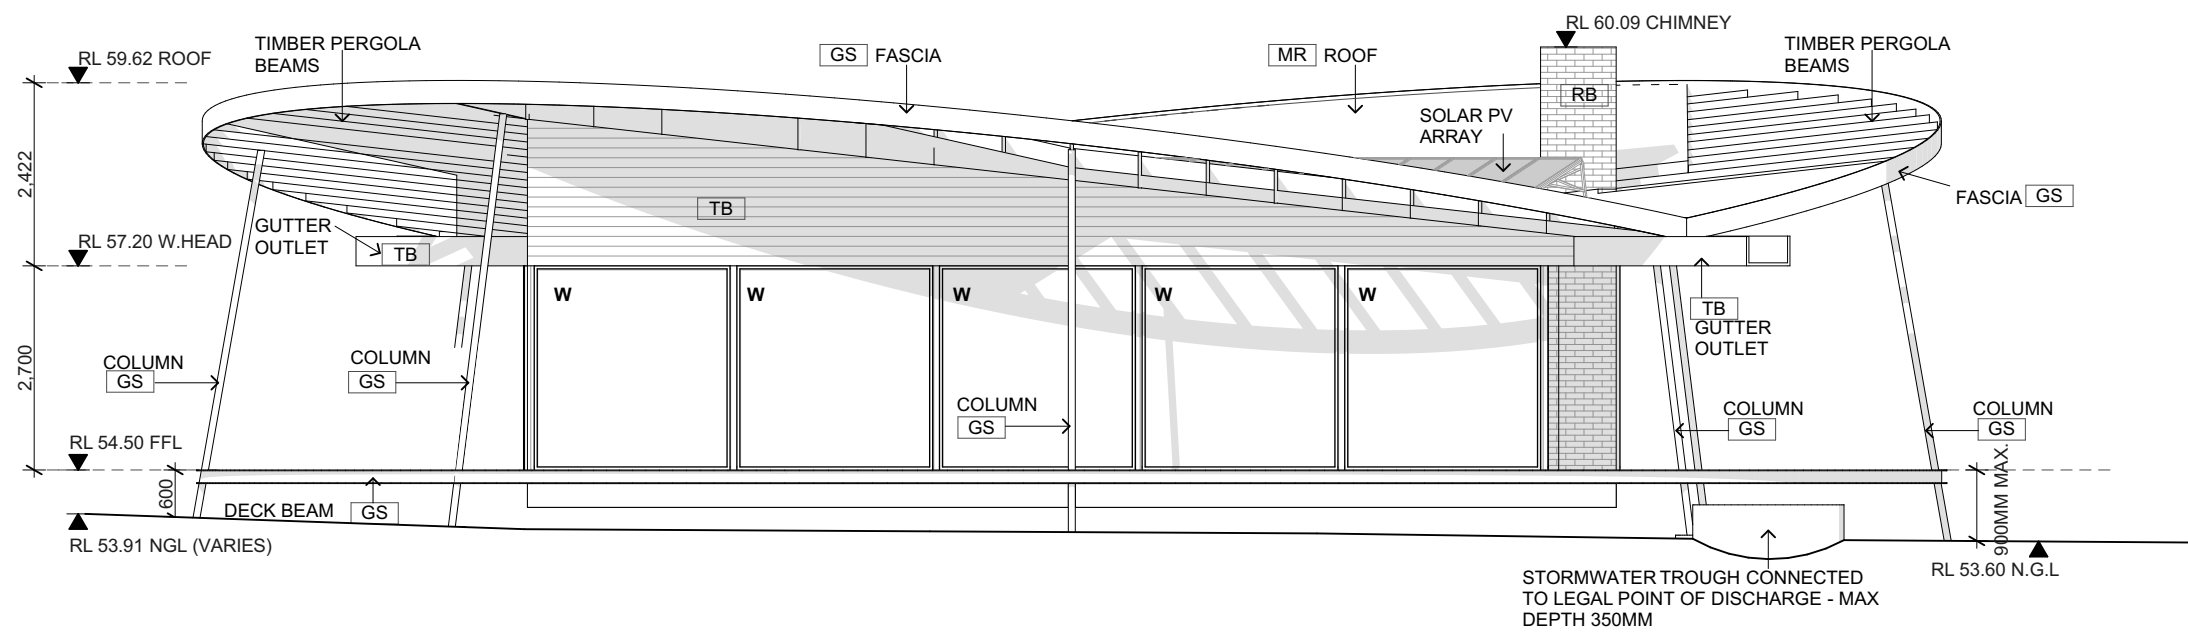 RL 60.09 CHIMNEY
TIMBER PERGOLA
BEAMS
RL 59.62 ROOF
GS FASCIA
MR ROOF
TIMBER PERGOLA
BEAMS
RB
SOLAR PV
ARRAY
2,422
FASCIA GS
TB
GUTTER
OUTLET
RL 57.20 W.HEAD
TB
W
W
W
W
W
TB
GUTTER
OUTLET
2,700
COLUMN
GS
COLUMN
GS
COLUMN
GS
COLUMN
GS
COLUMN
GS
RL 54.50 FFL
600
DECK BEAM GS
900MM MAX.
RL 53.91 NGL (VARIES)
RL 53.60 N.G.L
STORMWATER TROUGH CONNECTED
TO LEGAL POINT OF DISCHARGE - MAX
DEPTH 350MM